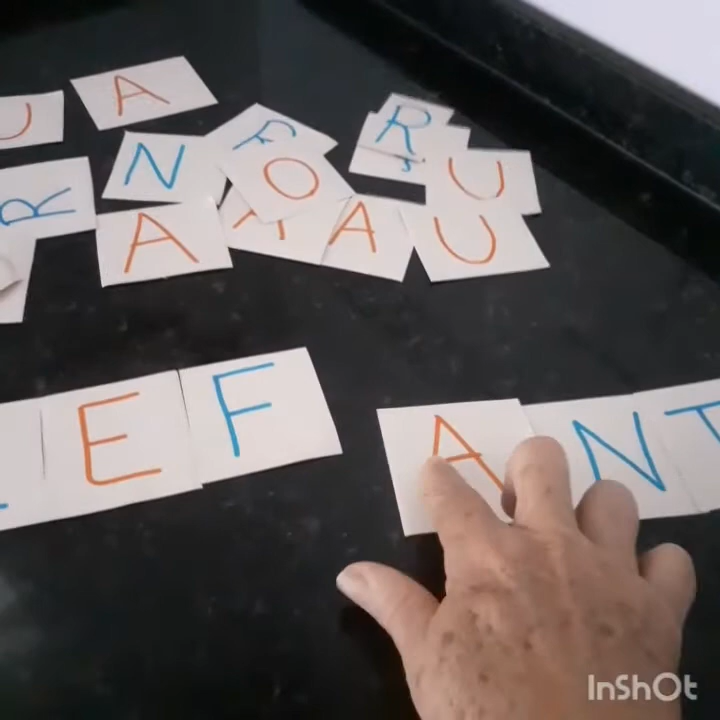 U A
R N F O R S U
A A A U
E F A N T
InShOt